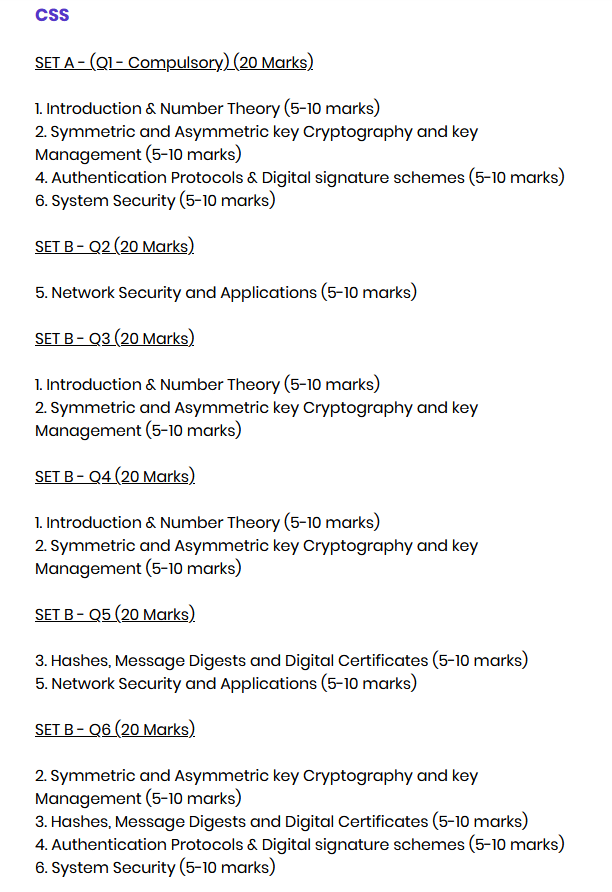 CSS
SET A - (Q1 - Compulsory) (20 Marks)
1. Introduction & Number Theory (5-10 marks)
2. Symmetric and Asymmetric key Cryptography and key
Management (5-10 marks)
4. Authentication Protocols & Digital signature schemes (5-10 marks)
6. System Security (5-10 marks)
SET B - Q2 (20 Marks)
5. Network Security and Applications (5-10 marks)
SET B - Q3 (20 Marks)
1. Introduction & Number Theory (5-10 marks)
2. Symmetric and Asymmetric key Cryptography and key
Management (5-10 marks)
SET B - Q4 (20 Marks)
1. Introduction & Number Theory (5-10 marks)
2. Symmetric and Asymmetric key Cryptography and key
Management (5-10 marks)
SET B - Q5 (20 Marks)
3. Hashes, Message Digests and Digital Certificates (5-10 marks)
5. Network Security and Applications (5-10 marks)
SET B - Q6 (20 Marks)
2. Symmetric and Asymmetric key Cryptography and key
Management (5-10 marks)
3. Hashes, Message Digests and Digital Certificates (5-10 marks)
4. Authentication Protocols & Digital signature schemes (5-10 marks)
6. System Security (5-10 marks)